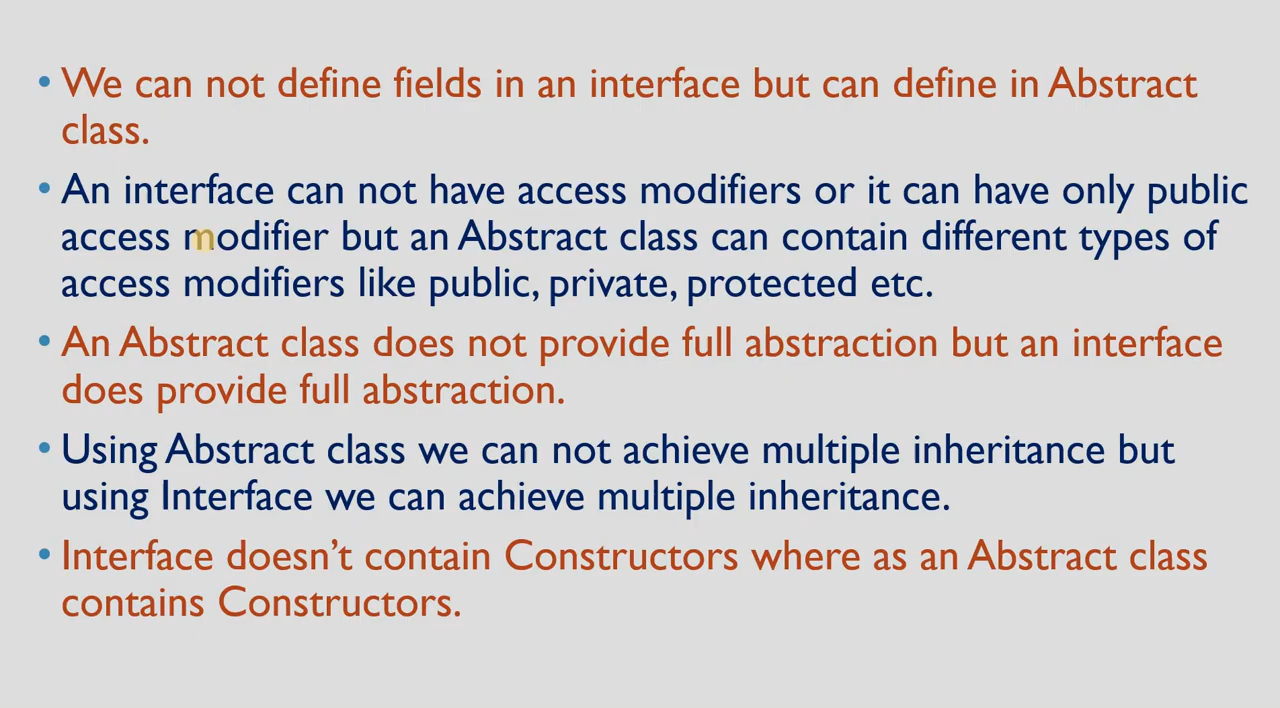 • We can not define fields in an interface but can define in Abstract
class.
• An interface can not have access modifiers or it can have only public
access modifier but an Abstract class can contain different types of
access modifiers like public, private, protected etc.
• An Abstract class does not provide full abstraction but an interface
does provide full abstraction.
• Using Abstract class we can not achieve multiple inheritance but
using Interface we can achieve multiple inheritance.
• Interface doesn’t contain Constructors where as an Abstract class
contains Constructors.